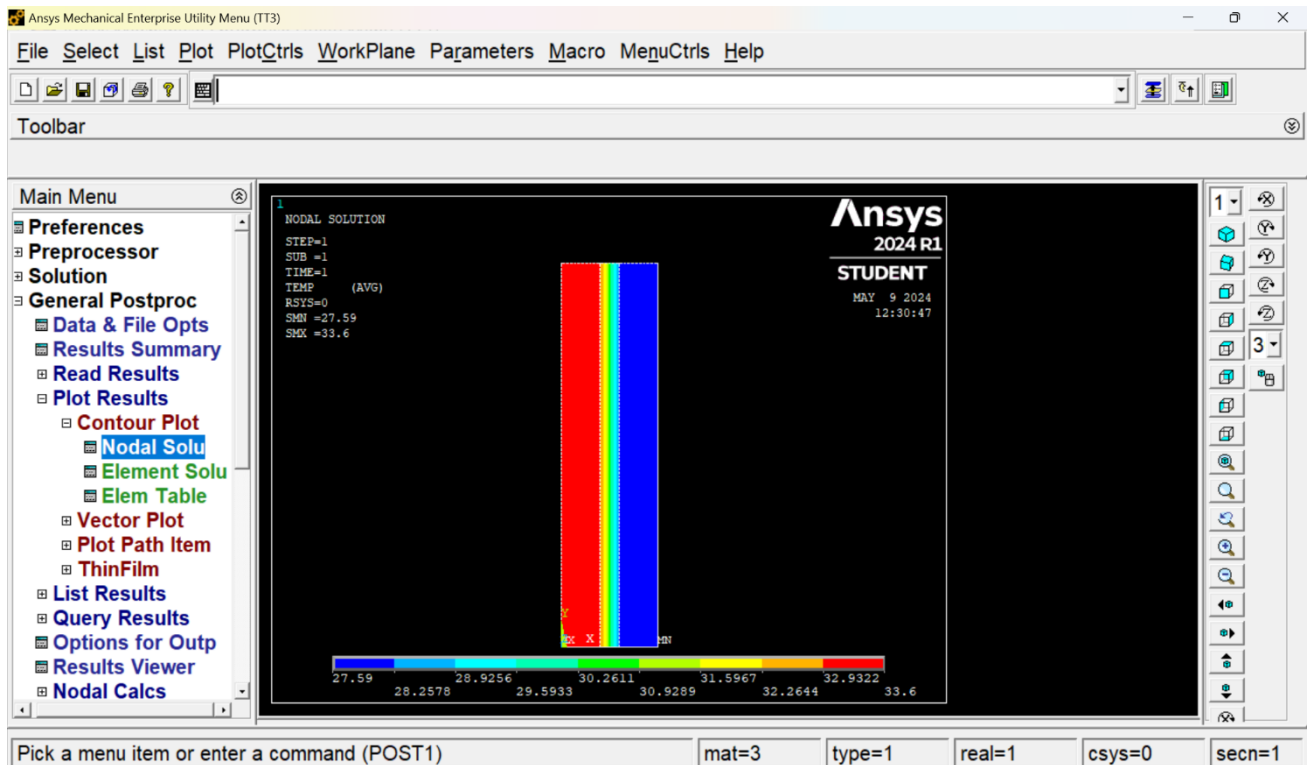 Ansys Mechanical Enterprise Utility Menu (TT3)
File Select List Plot PlotCtrls WorkPlane Parameters Macro MenuCtrls Help
Toolbar
Main Menu
Preferences
Preprocessor
Solution
General Postproc
Data & File Opts
Results Summary
Read Results
Plot Results
Contour Plot
Nodal Solu
Element Solu
Elem Table
Vector Plot
Plot Path Item
ThinFilm
List Results
Query Results
Options for Outp
Results Viewer
Nodal Calcs
1
NODAL SOLUTION
STEP=1
SUB =1
TIME=1
TEMP (AVG)
RSYS=0
SMN =27.59
SMX =33.6
Ansys
2024 R1
STUDENT
MAY 9 2024
12:30:47
Y
X
MN
27.59 28.9256 30.2611 31.5967 32.9322
28.2578 29.5933 30.9289 32.2644 33.6
1
3
Pick a menu item or enter a command (POST1) mat=3 type=1 real=1 csys=0 secn=1